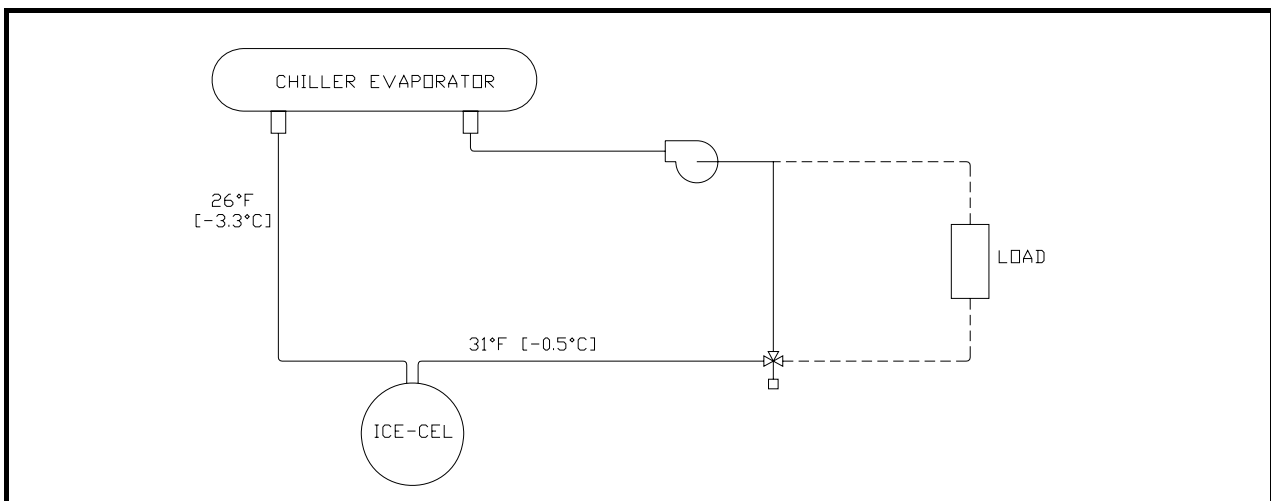 CHILLER EVAPORATOR
26°F
[-3.3°C]
LOAD
31°F [-0.5°C]
ICE-CEL